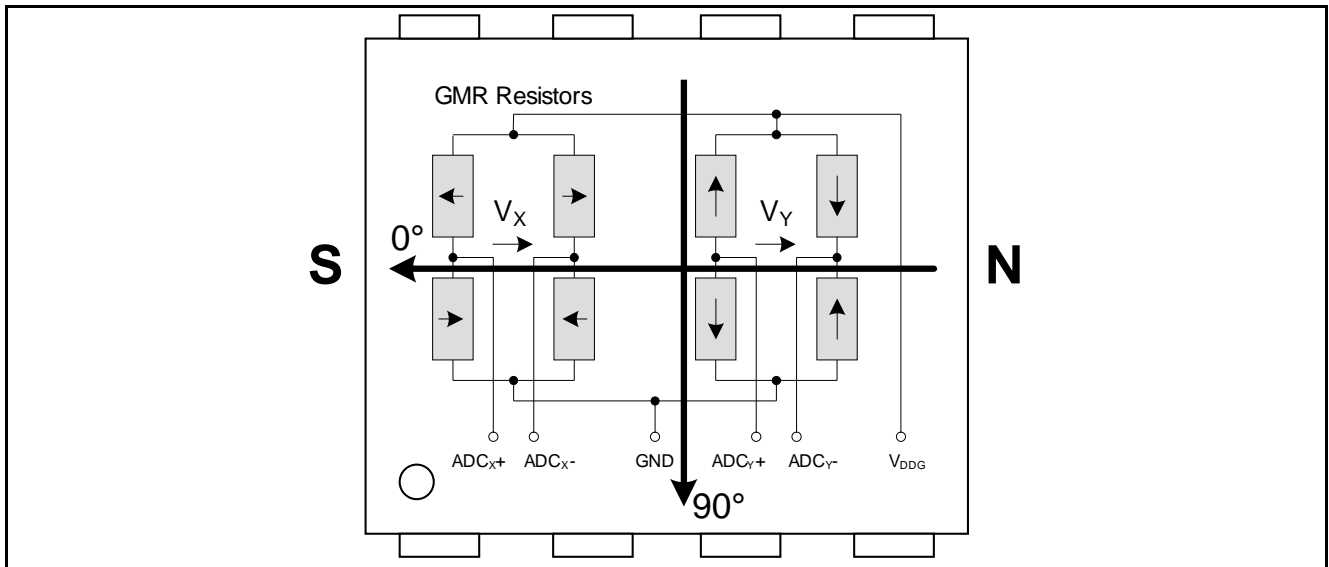 GMR Resistors
V_X
V_Y
0°
S
N
ADC_X+
ADC_X-
GND
ADC_Y+
ADC_Y-
V_DDG
90°